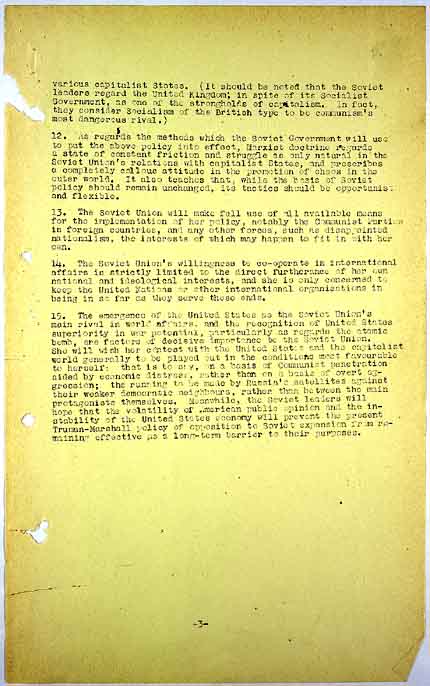 various capitalist States. (It should be noted that the Soviet
leaders regard the United Kingdom, in spite of its Socialist
Government, as one of the strongholds of capitalism. In fact,
they consider Socialism of the British type to be communism's
most dangerous rival.)
12. As regards the methods which the Soviet Government will use
to put the above policy into effect, Marxist doctrine regards
a state of constant friction and struggle as only natural in the
Soviet Union's relations with capitalist States, and prescribes
a completely callous attitude in the promotion of chaos in the
outer world. It also teaches that, while the basis of Soviet
policy should remain unchanged, its tactics should be opportunist
and flexible.
13. The Soviet Union will make full use of all available means
for the implementation of her policy, notably the Communist Parties
in foreign countries, and any other forces, such as disappointed
nationalism, the interests of which may happen to fit in with her
own.
14. The Soviet Union's willingness to co-operate in international
affairs is strictly limited to the direct furtherance of her own
national and ideological interests, and she is only concerned to
keep the United Nations or other international organisations in
being in so far as they serve these ends.
15. The emergence of the United States as the Soviet Union's
main rival in world affairs, and the recognition of United States
superiority in war potential, particularly as regards the atomic
bomb, are factors of decisive importance to the Soviet Union.
She will wish her contest with the United States and the capitalist
world generally to be played out in the conditions most favourable
to herself: that is to say, on a basis of Communist penetration
aided by economic distress, rather than on a basis of overt ag-
gression; the running to be made by Russia's satellites against
their weaker democratic neighbours, rather than between the main
protagonists themselves. Meanwhile, the Soviet leaders will
hope that the volatility of American public opinion and the in-
stability of the United States economy will prevent the present
Truman-Marshall policy of opposition to Soviet expansion from re-
maining effective as a long-term barrier to their purposes.
-3-